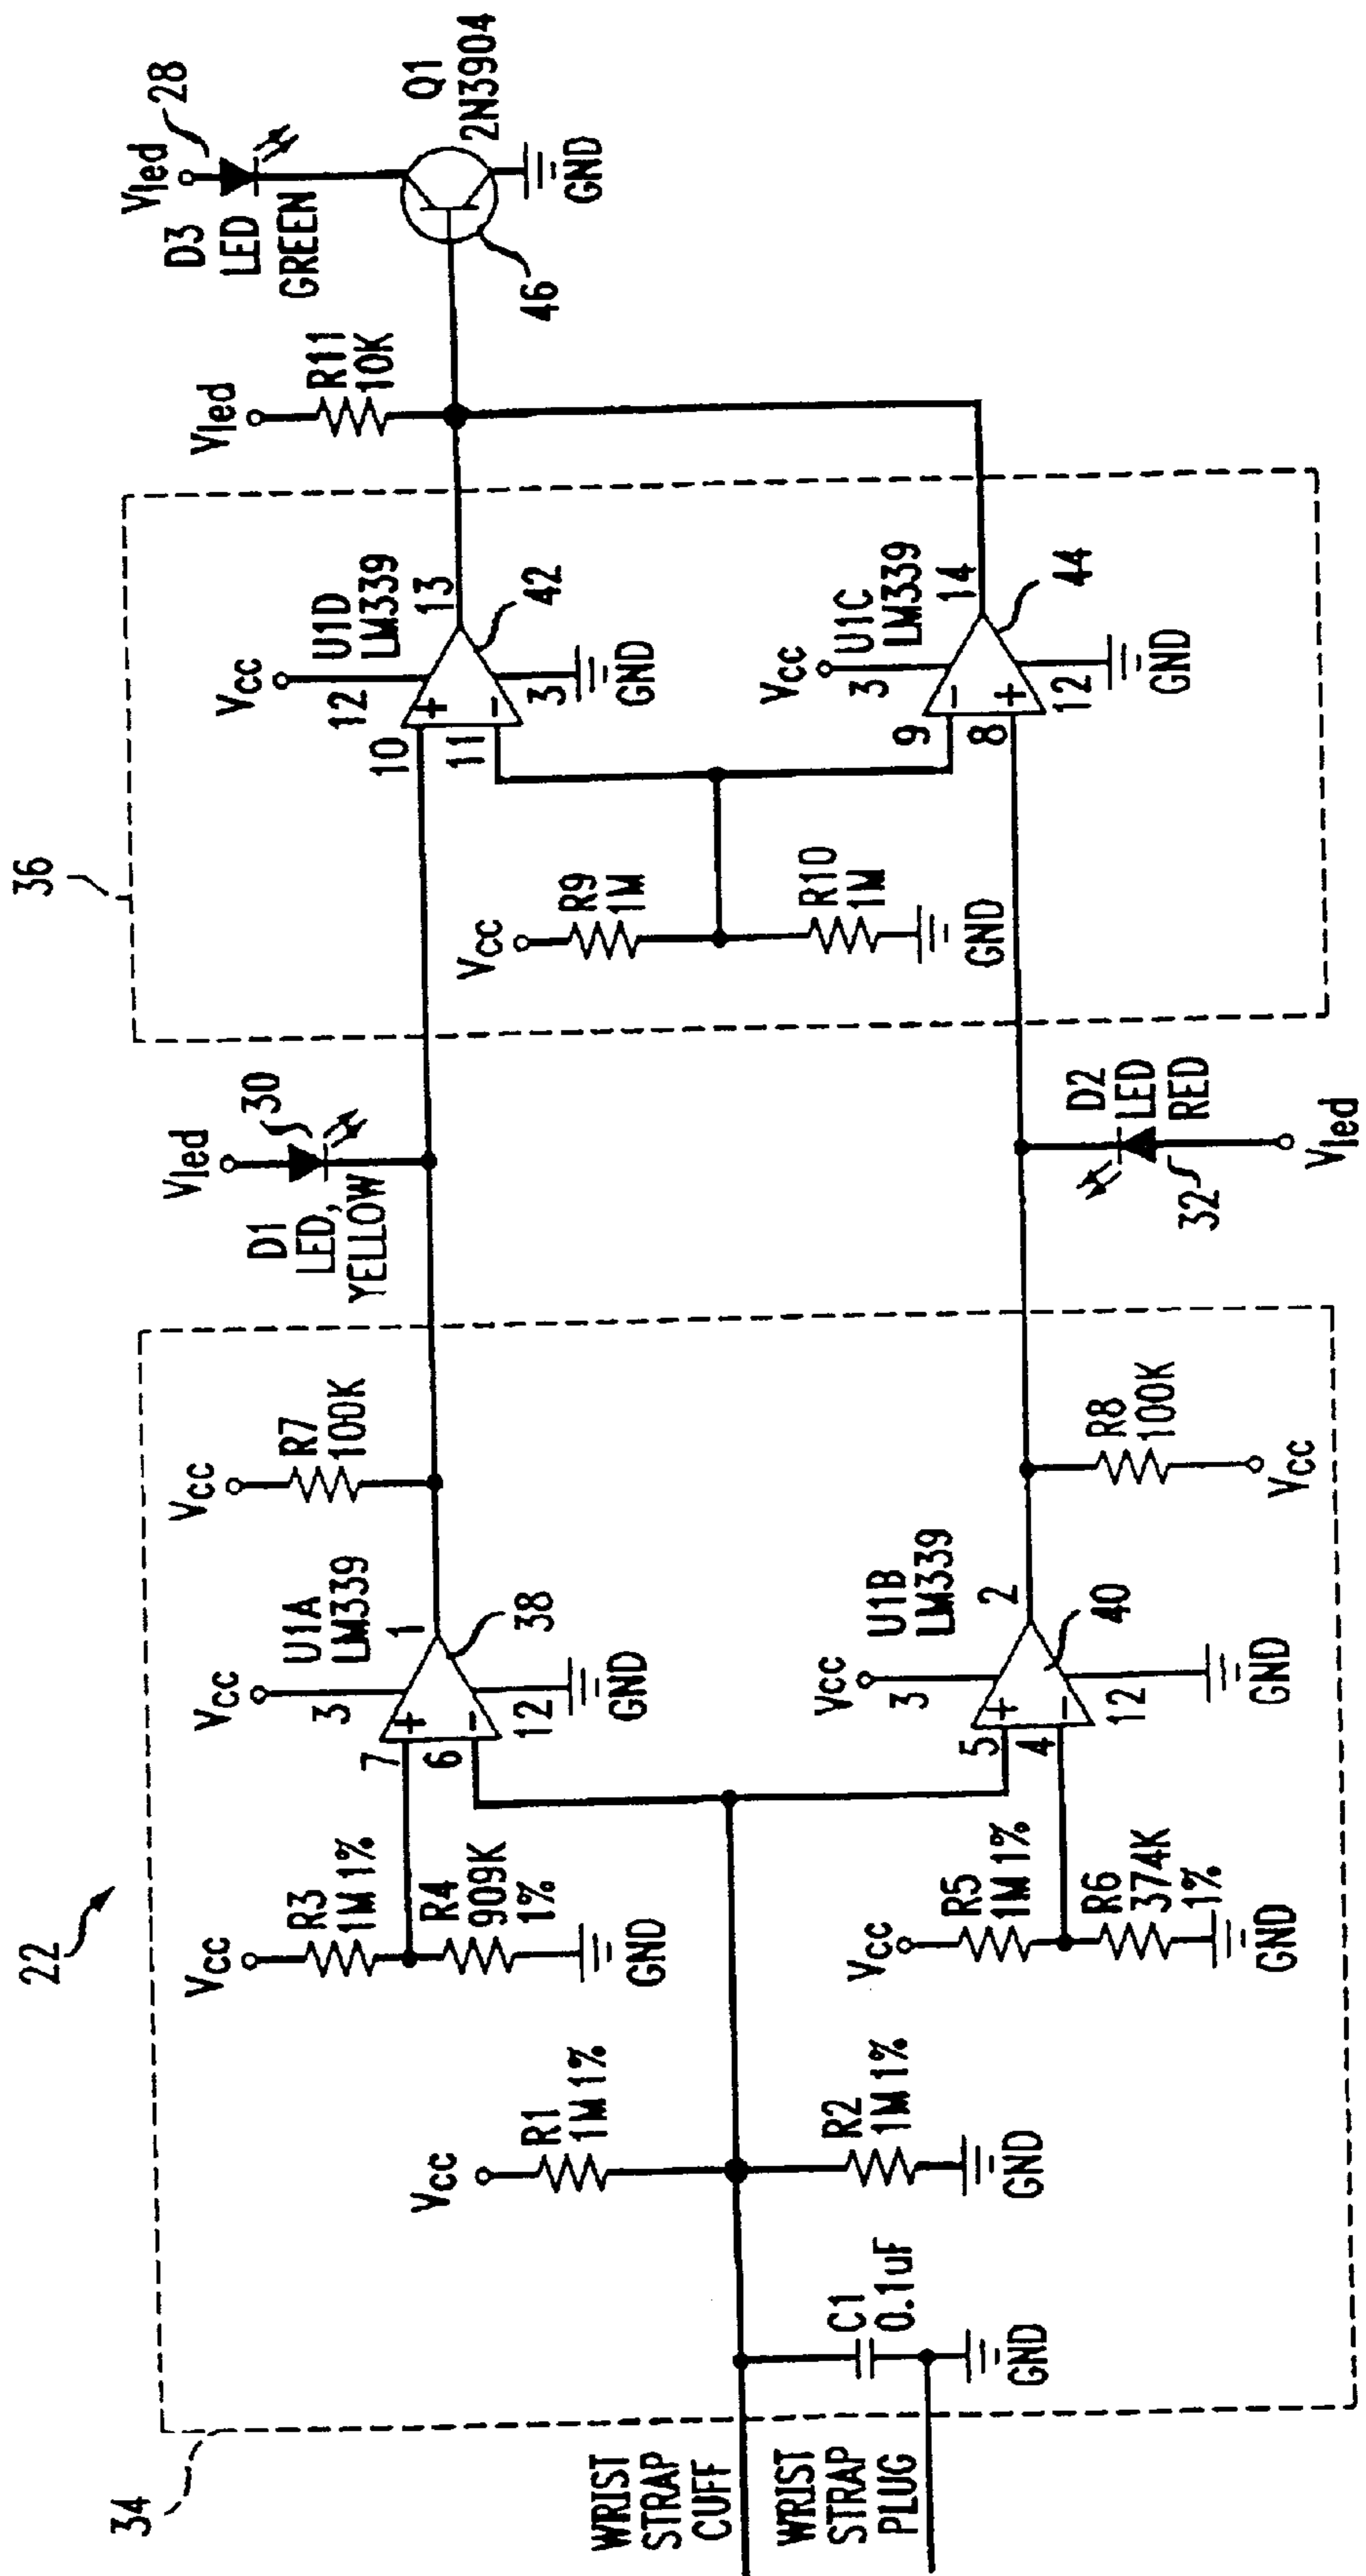 22
34
WRIST
STRAP
CUFF
WRIST
STRAP
PLUG
C1
0.1uF
GND
Vcc
R1
1M 1%
R2
1M 1%
GND
Vcc
R3
1M 1%
R4
909K
1%
GND
Vcc
R5
1M 1%
R6
374K
1%
GND
7
6
Vcc
3
+
-
12
GND
U1A
LM339
1
38
5
4
Vcc
3
+
-
12
GND
U1B
LM339
2
40
Vcc
R7
100K
R8
100K
Vcc
Vled
30
D1
LED,
YELLOW
D2
LED
RED
32
Vled
36
Vcc
R9
1M
R10
1M
GND
10
11
Vcc
12
+
-
3
GND
U1D
LM339
13
42
9
8
Vcc
3
-
+
12
GND
U1C
LM339
14
44
Vled
R11
10K
Vled
28
D3
LED
GREEN
46
Q1
2N3904
GND